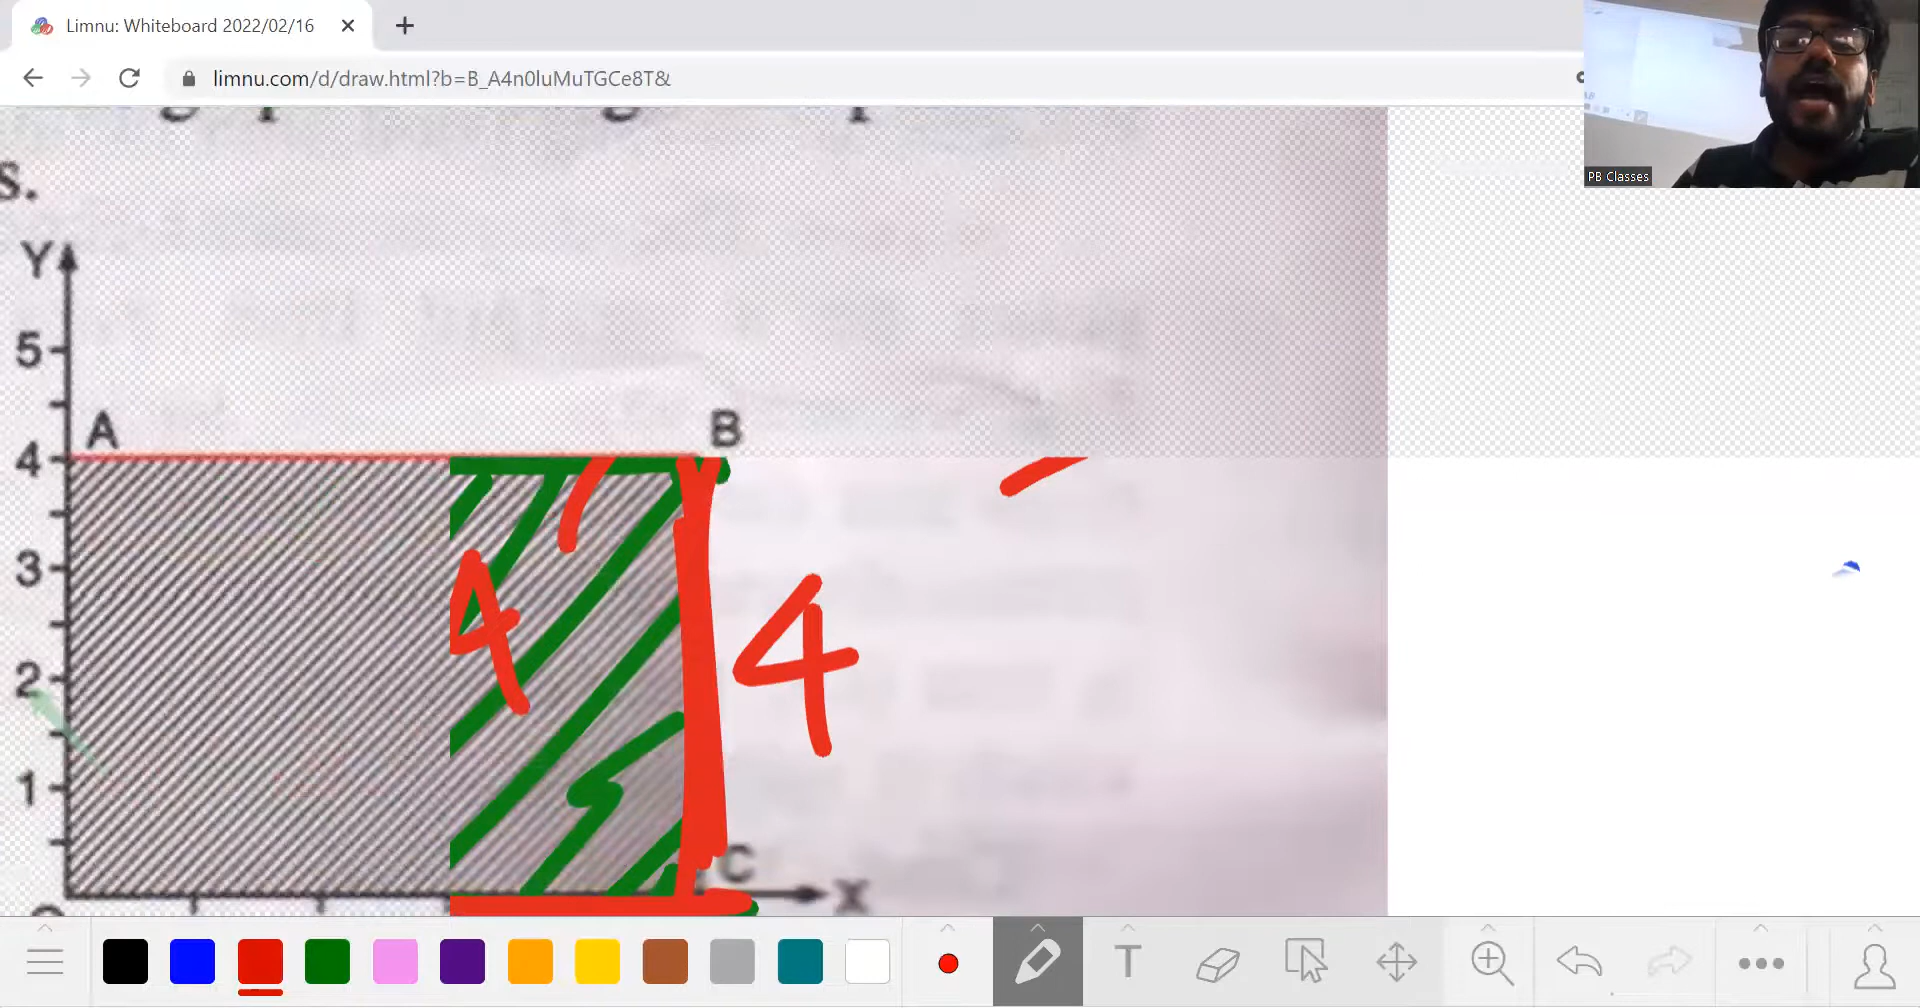 Limnu: Whiteboard 2022/02/16
limnu.com/d/draw.html?b=B_A4n0luMuTGCe8T&
PB Classes
s.
Y
5
A
B
4
3
4
4
2
1
C
X
T